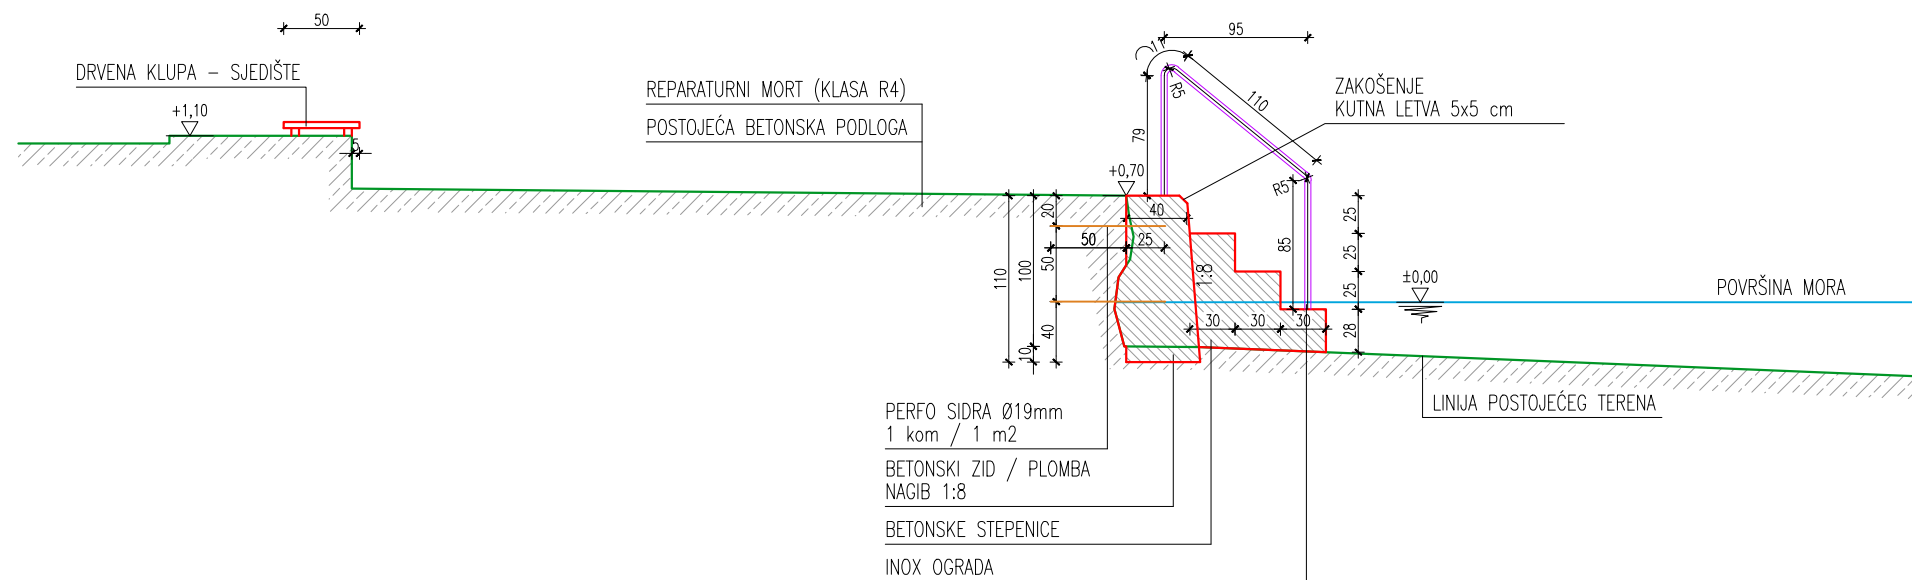 50
95
17
DRVENA KLUPA – SJEDIŠTE
+1,10
REPARATURNI MORT (KLASA R4)
POSTOJEĆA BETONSKA PODLOGA
ZAKOŠENJE
KUTNA LETVA 5x5 cm
R5
110
79
5
+0,70
R5
40
20
25
50
25
85
25
110
100
50
1:8
25
±0,00
POVRŠINA MORA
30
30
30
28
40
10
PERFO SIDRA Ø19mm
1 kom / 1 m2
LINIJA POSTOJEĆEG TERENA
BETONSKI ZID / PLOMBA
NAGIB 1:8
BETONSKE STEPENICE
INOX OGRADA